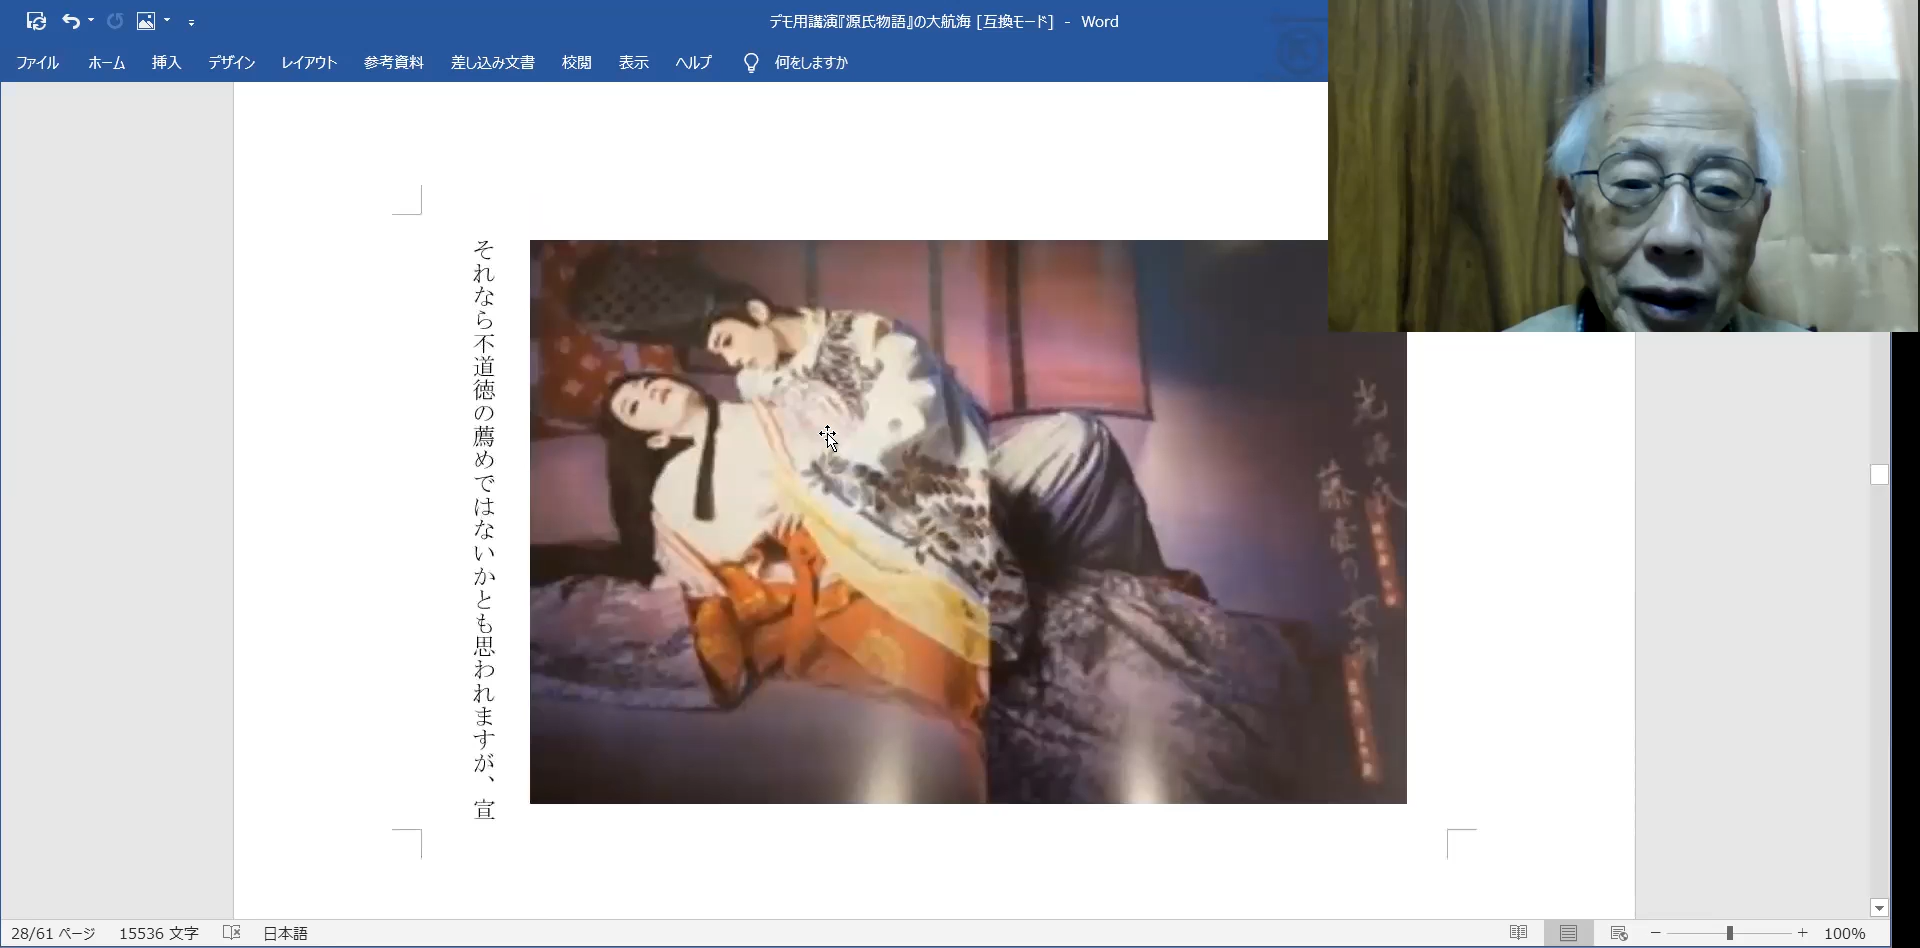 デモ用講演『源氏物語』の大航海 [互換モード] - Word
ファイル ホーム 挿入 デザイン レイアウト 参考資料 差し込み文書 校閲 表示 ヘルプ 何をしますか
光源氏
藤壺の女御
それなら不道徳の薦めではないかとも思われますが、宣
28/61 ページ 15536 文字 日本語 100%